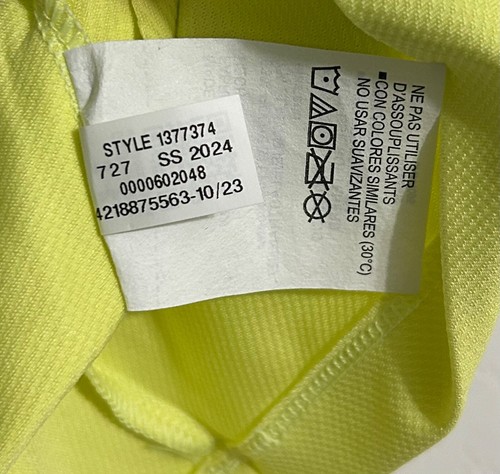 STYLE 1377374
727 SS 2024
0000602048
4218875563-10/23
NE PAS UTILISER
D'ASSOUPLISSANTS
■CON COLORES SIMILARES (30°C)
NO USAR SUAVIZANTES